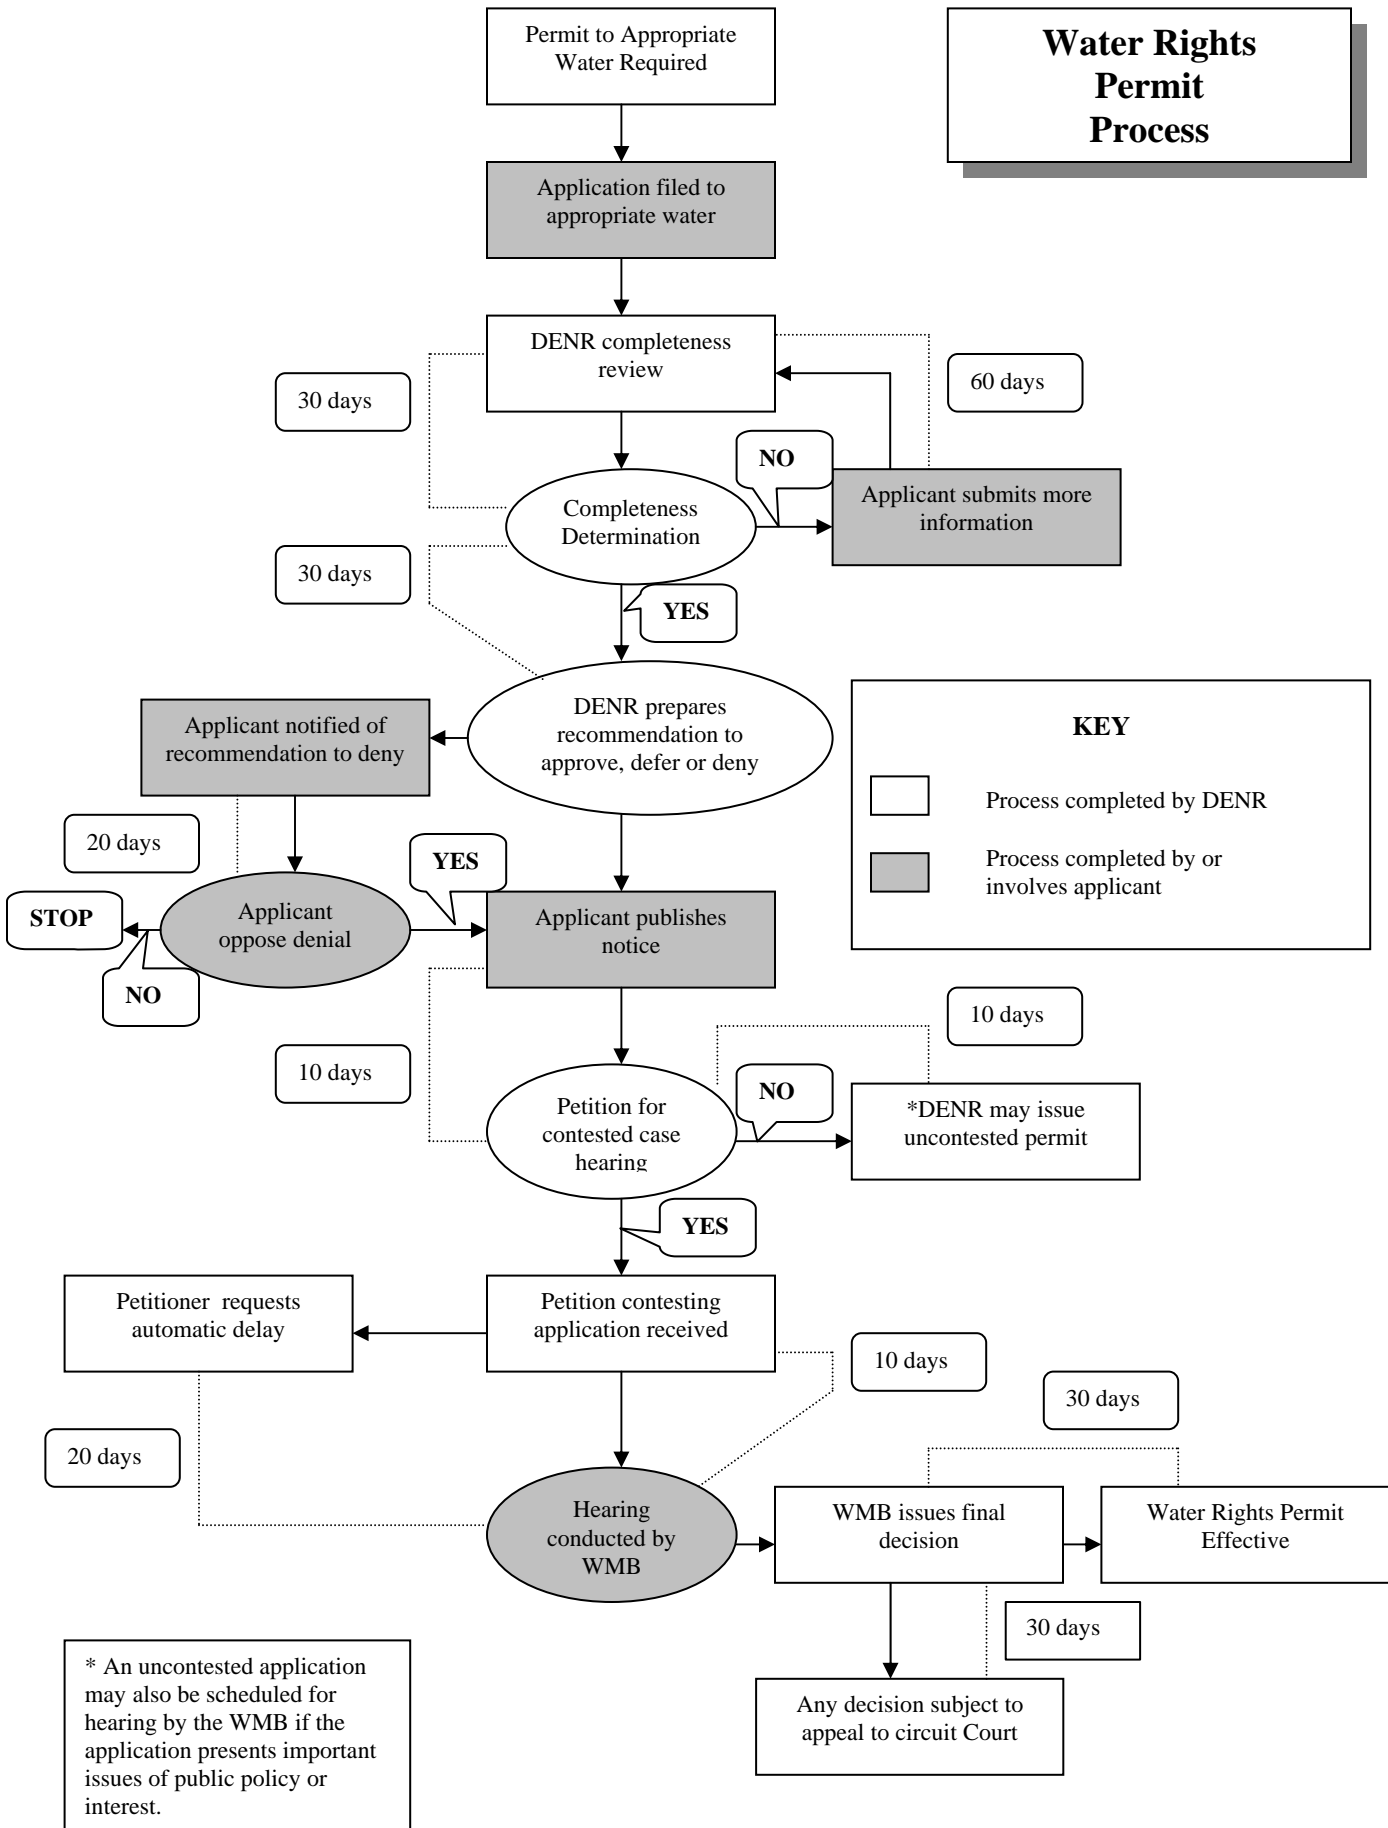 Permit to Appropriate
Water Required
Water Rights
Permit
Process
Application filed to
appropriate water
DENR completeness
review
30 days
60 days
NO
Completeness
Determination
Applicant submits more
information
30 days
YES
DENR prepares
recommendation to
approve, defer or deny
Applicant notified of
recommendation to deny
KEY
Process completed by DENR
Process completed by or
involves applicant
20 days
YES
STOP
Applicant
oppose denial
Applicant publishes
notice
NO
10 days
10 days
NO
Petition for
contested case
hearing
*DENR may issue
uncontested permit
YES
Petitioner requests
automatic delay
Petition contesting
application received
10 days
30 days
20 days
Hearing
conducted by
WMB
WMB issues final
decision
Water Rights Permit
Effective
30 days
* An uncontested application
may also be scheduled for
hearing by the WMB if the
application presents important
issues of public policy or
interest.
Any decision subject to
appeal to circuit Court